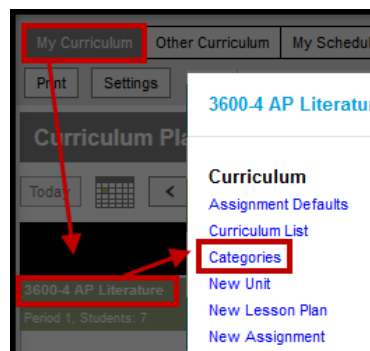 My Curriculum Other Curriculum My Schedul
Print Settings
3600-4 AP Literatu
Curriculum Pla
Today <
Curriculum
Assignment Defaults
Curriculum List
Categories
New Unit
New Lesson Plan
New Assignment
3600-4 AP Literature
Period 1, Students: 7